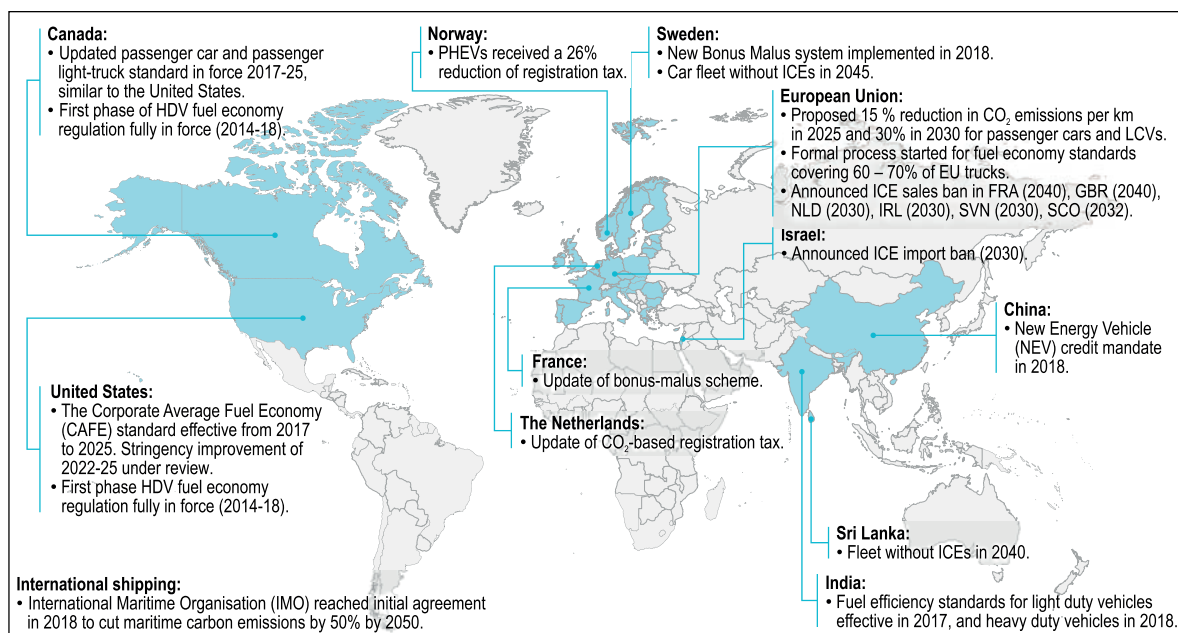 Canada:
• Updated passenger car and passenger
light-truck standard in force 2017-25,
similar to the United States.
• First phase of HDV fuel economy
regulation fully in force (2014-18).
Norway:
• PHEVs received a 26%
reduction of registration tax.
Sweden:
• New Bonus Malus system implemented in 2018.
• Car fleet without ICEs in 2045.
European Union:
• Proposed 15 % reduction in CO₂ emissions per km
in 2025 and 30% in 2030 for passenger cars and LCVs.
• Formal process started for fuel economy standards
covering 60 – 70% of EU trucks.
• Announced ICE sales ban in FRA (2040), GBR (2040),
NLD (2030), IRL (2030), SVN (2030), SCO (2032).
Israel:
• Announced ICE import ban (2030).
China:
• New Energy Vehicle
(NEV) credit mandate
in 2018.
France:
• Update of bonus-malus scheme.
The Netherlands:
• Update of CO₂-based registration tax.
United States:
• The Corporate Average Fuel Economy
(CAFE) standard effective from 2017
to 2025. Stringency improvement of
2022-25 under review.
• First phase HDV fuel economy
regulation fully in force (2014-18).
Sri Lanka:
• Fleet without ICEs in 2040.
India:
• Fuel efficiency standards for light duty vehicles
effective in 2017, and heavy duty vehicles in 2018.
International shipping:
• International Maritime Organisation (IMO) reached initial agreement
in 2018 to cut maritime carbon emissions by 50% by 2050.